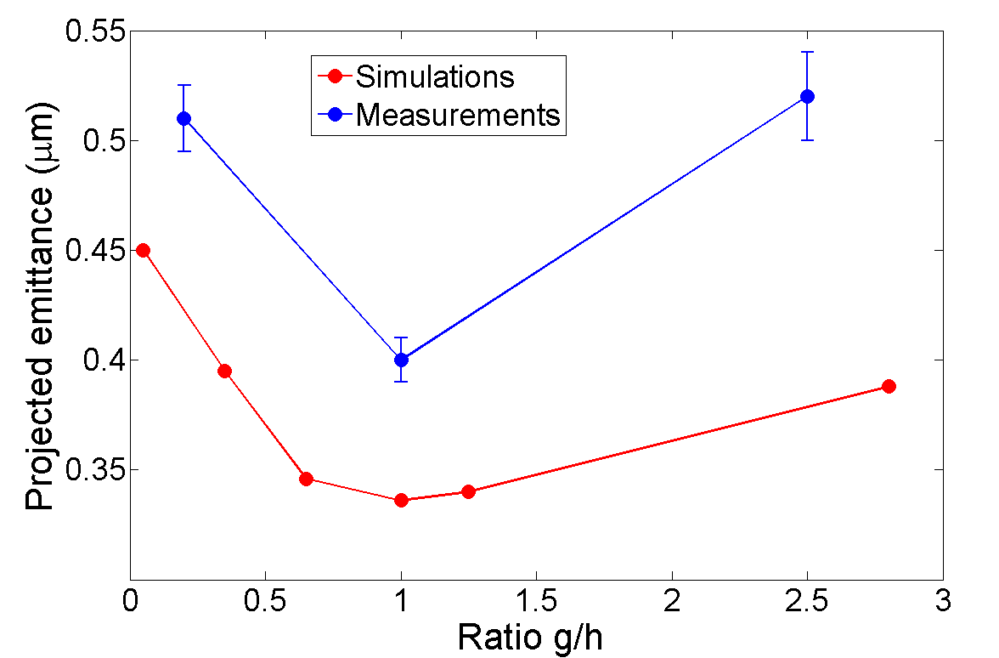 0.55
0.5
0.45
0.4
0.35
Projected emittance (μm)
Simulations
Measurements
0 0.5 1 1.5 2 2.5 3
Ratio g/h